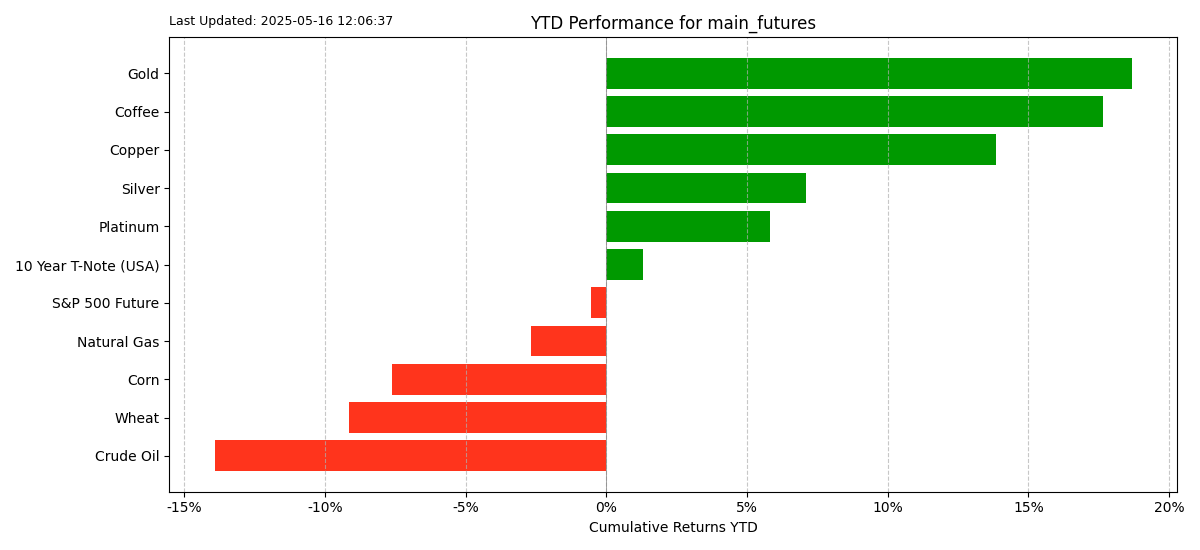 Last Updated: 2025-05-16 12:06:37
YTD Performance for main_futures
Gold
Coffee
Copper
Silver
Platinum
10 Year T-Note (USA)
S&P 500 Future
Natural Gas
Corn
Wheat
Crude Oil
-15% -10% -5% 0% 5% 10% 15% 20%
Cumulative Returns YTD